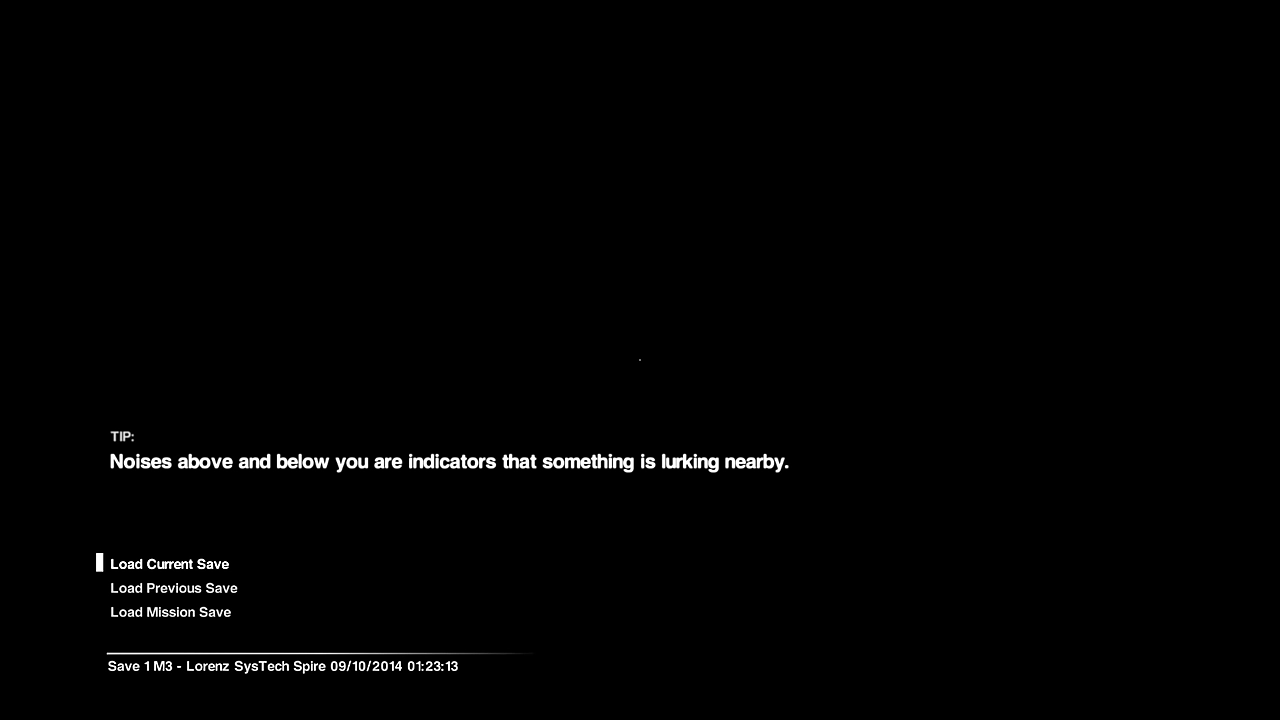 TIP:
Noises above and below you are indicators that something is lurking nearby.
Load Current Save
Load Previous Save
Load Mission Save
Save 1 M3 - Lorenz SysTech Spire 09/10/2014 01:23:13